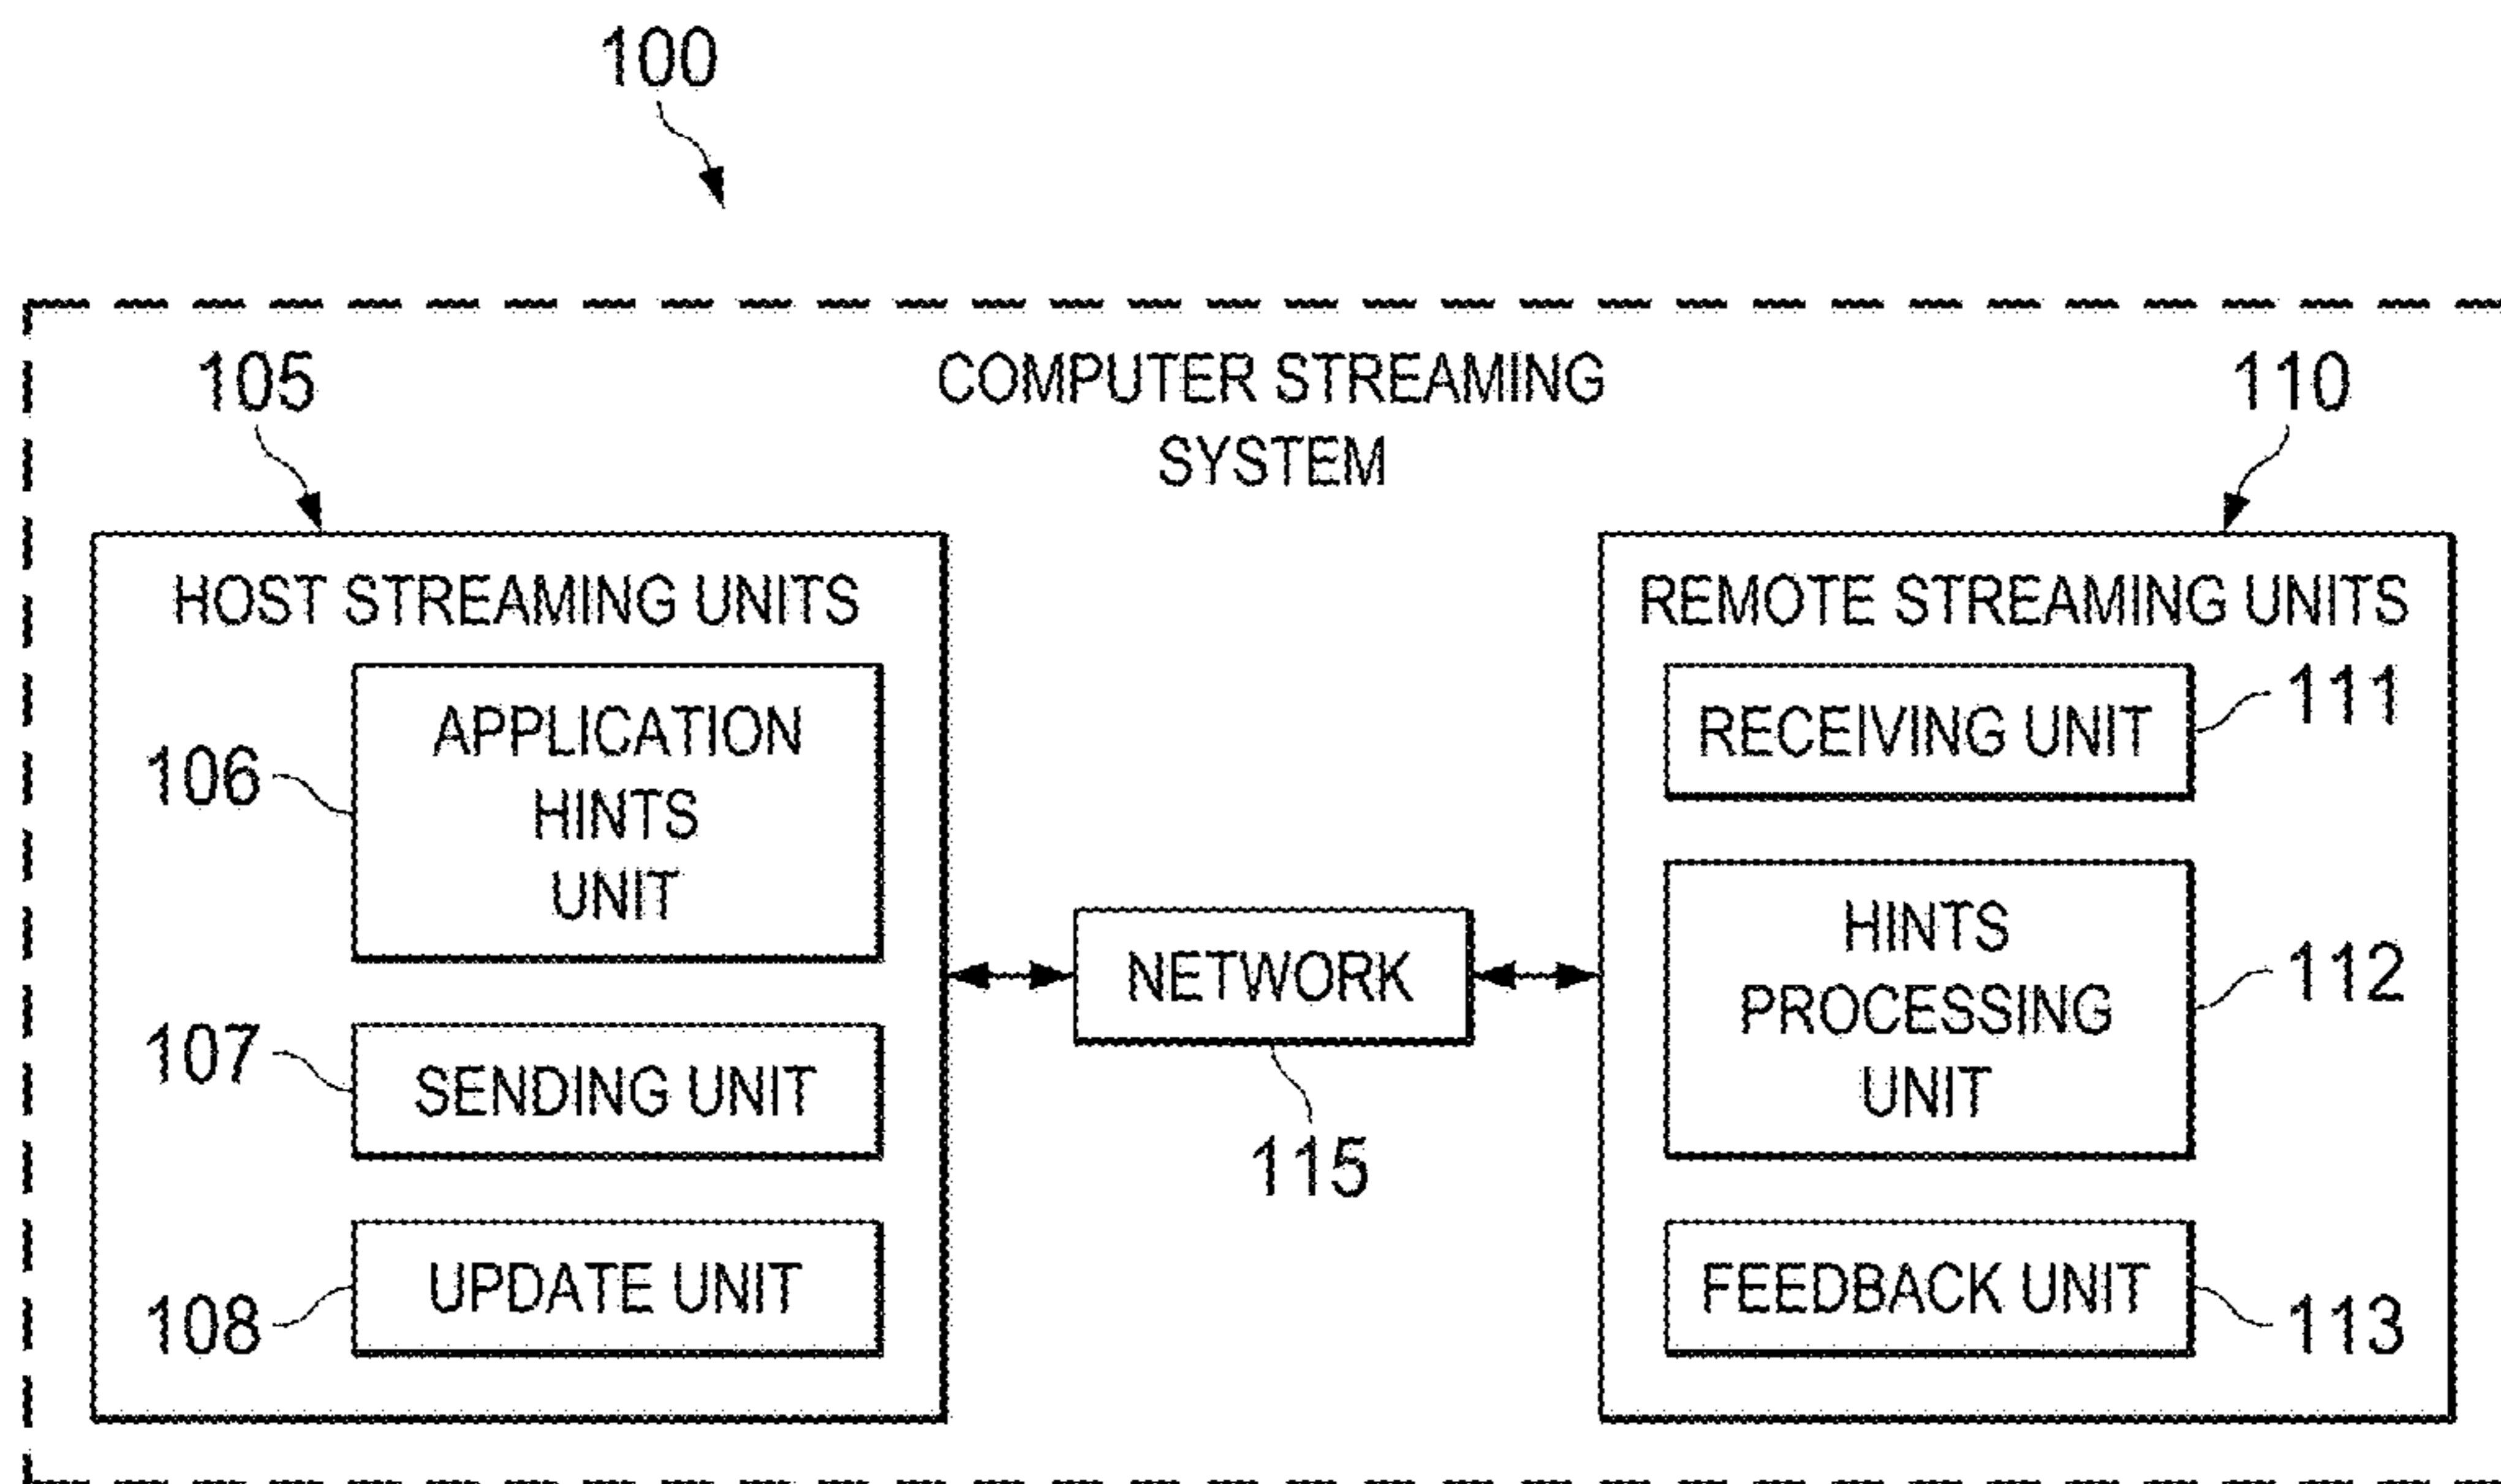 100
COMPUTER STREAMING
SYSTEM
105
110
HOST STREAMING UNITS
APPLICATION
HINTS
UNIT
106
SENDING UNIT
107
UPDATE UNIT
108
NETWORK
115
REMOTE STREAMING UNITS
RECEIVING UNIT
111
HINTS
PROCESSING
UNIT
112
FEEDBACK UNIT
113